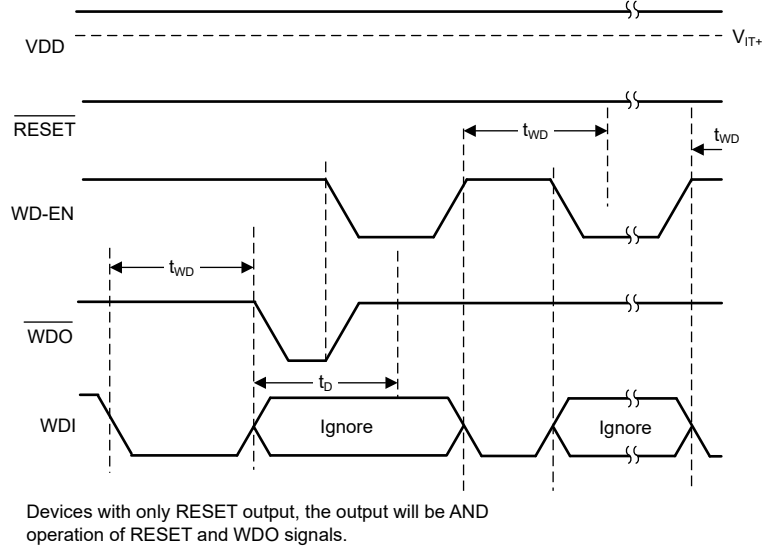 VDD
V_IT+
RESET
t_WD
t_WD
WD-EN
t_WD
WDO
t_D
WDI
Ignore
Ignore
Devices with only RESET output, the output will be AND
operation of RESET and WDO signals.